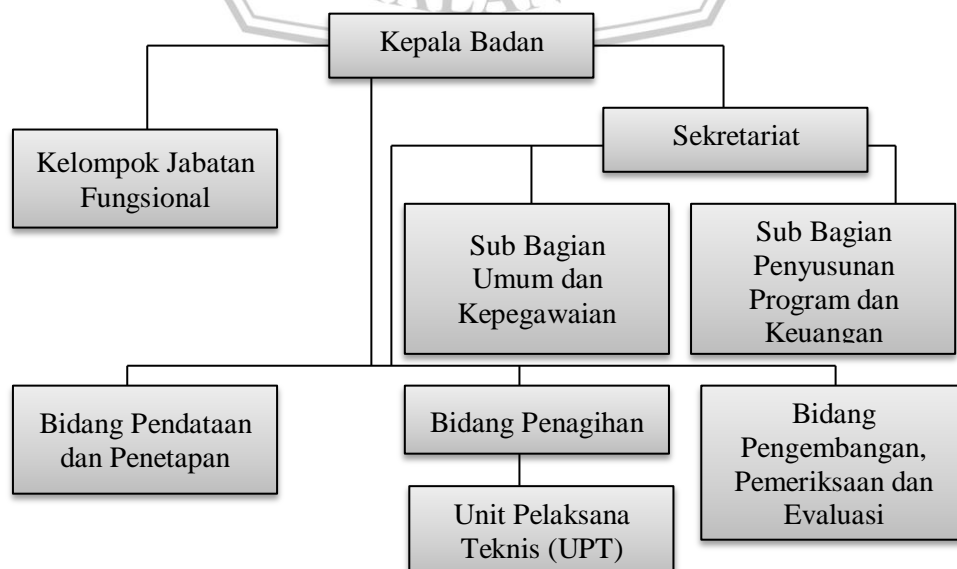 Kepala Badan
Kelompok Jabatan
Fungsional
Sekretariat
Sub Bagian
Umum dan
Kepegawaian
Sub Bagian
Penyusunan
Program dan
Keuangan
Bidang Pendataan
dan Penetapan
Bidang Penagihan
Bidang
Pengembangan,
Pemeriksaan dan
Evaluasi
Unit Pelaksana
Teknis (UPT)